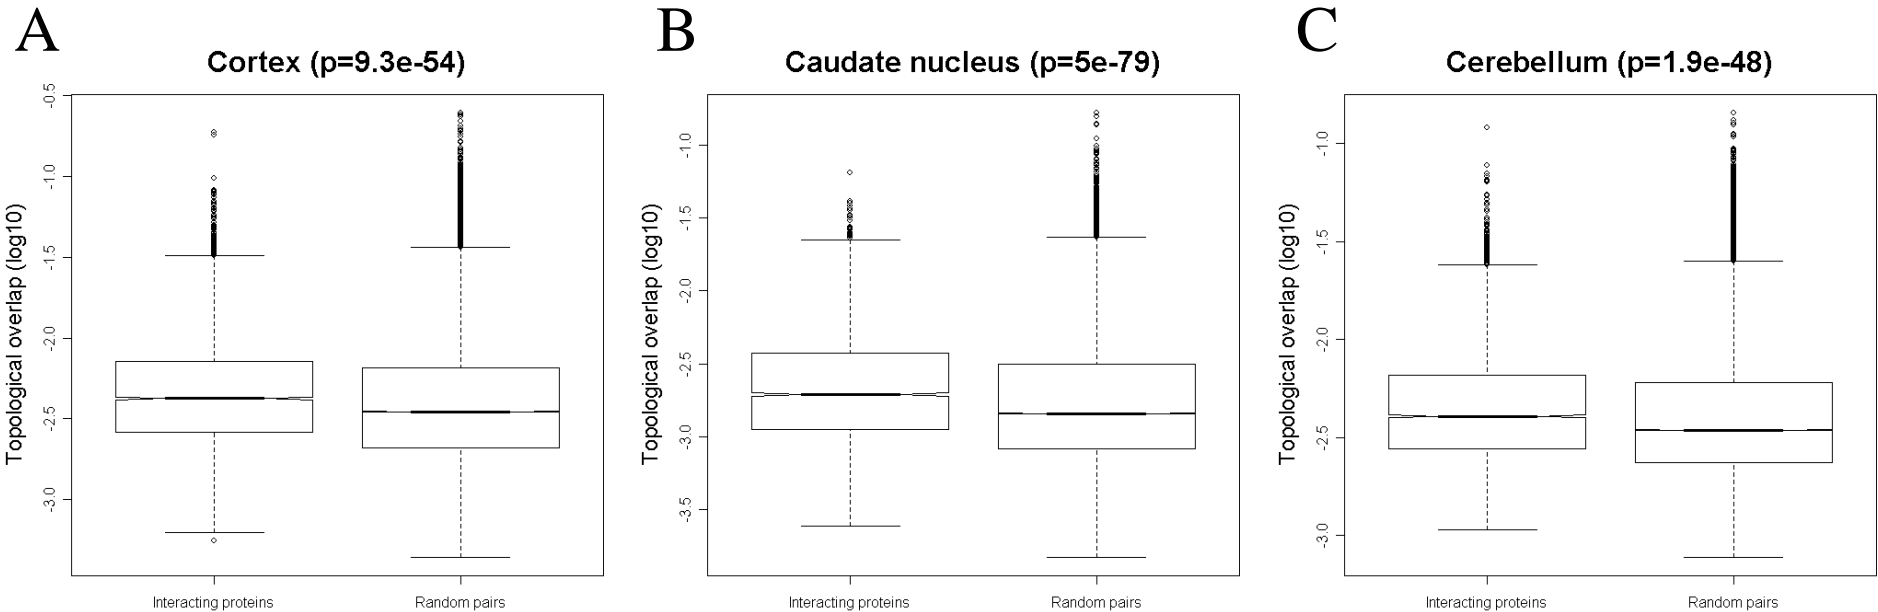 A
Cortex (p=9.3e-54)
Topological overlap (log10)
-0.5
-1.0
-1.5
-2.0
-2.5
-3.0
Interacting proteins
Random pairs
B
Caudate nucleus (p=5e-79)
Topological overlap (log10)
-1.0
-1.5
-2.0
-2.5
-3.0
-3.5
Interacting proteins
Random pairs
C
Cerebellum (p=1.9e-48)
Topological overlap (log10)
-1.0
-1.5
-2.0
-2.5
-3.0
Interacting proteins
Random pairs